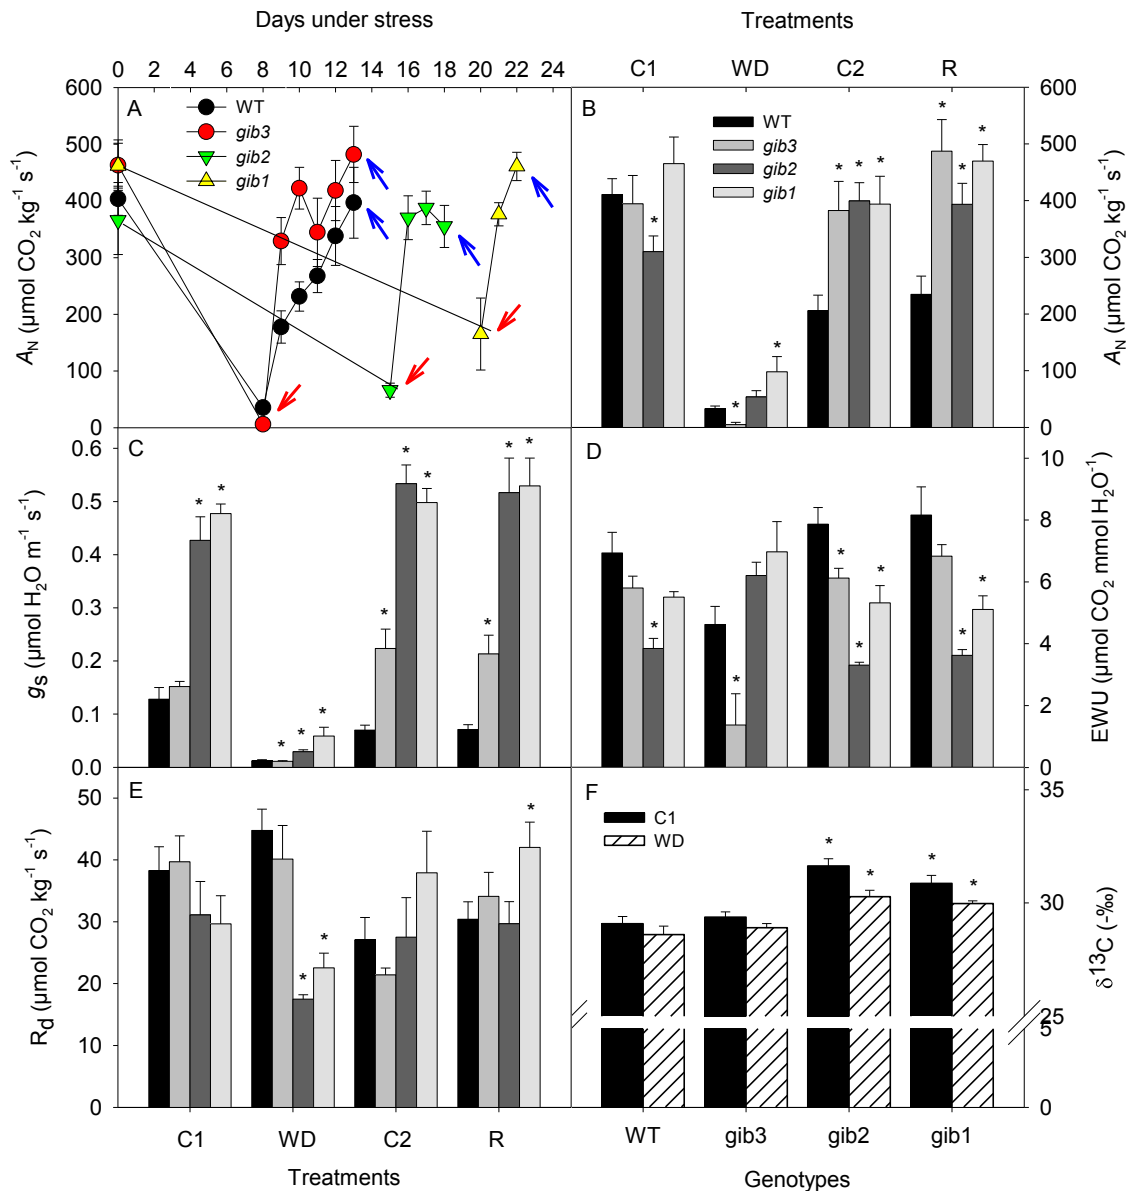 Days under stress
Treatments
0 2 4 6 8 10 12 14 16 18 20 22 24
C1 WD C2 R
A
WT
gib3
gib2
gib1
600
500
400
300
200
100
0
A_N (µmol CO₂ kg⁻¹ s⁻¹)
B
WT
gib3
gib2
gib1
* * * * * * * * *
600
500
400
300
200
100
0
A_N (µmol CO₂ kg⁻¹ s⁻¹)
C
* * * * * * * * * * *
0.6
0.5
0.4
0.3
0.2
0.1
0.0
g_s (µmol H₂O m⁻¹ s⁻¹)
D
* * * * * * *
10
8
6
4
2
0
EWU (µmol CO₂ mmol H₂O⁻¹)
E
* * *
50
40
30
20
10
0
R_d (µmol CO₂ kg⁻¹ s⁻¹)
C1 WD C2 R
Treatments
F
C1
WD
* * * *
35
30
25
5
0
δ¹³C (-‰)
WT gib3 gib2 gib1
Genotypes